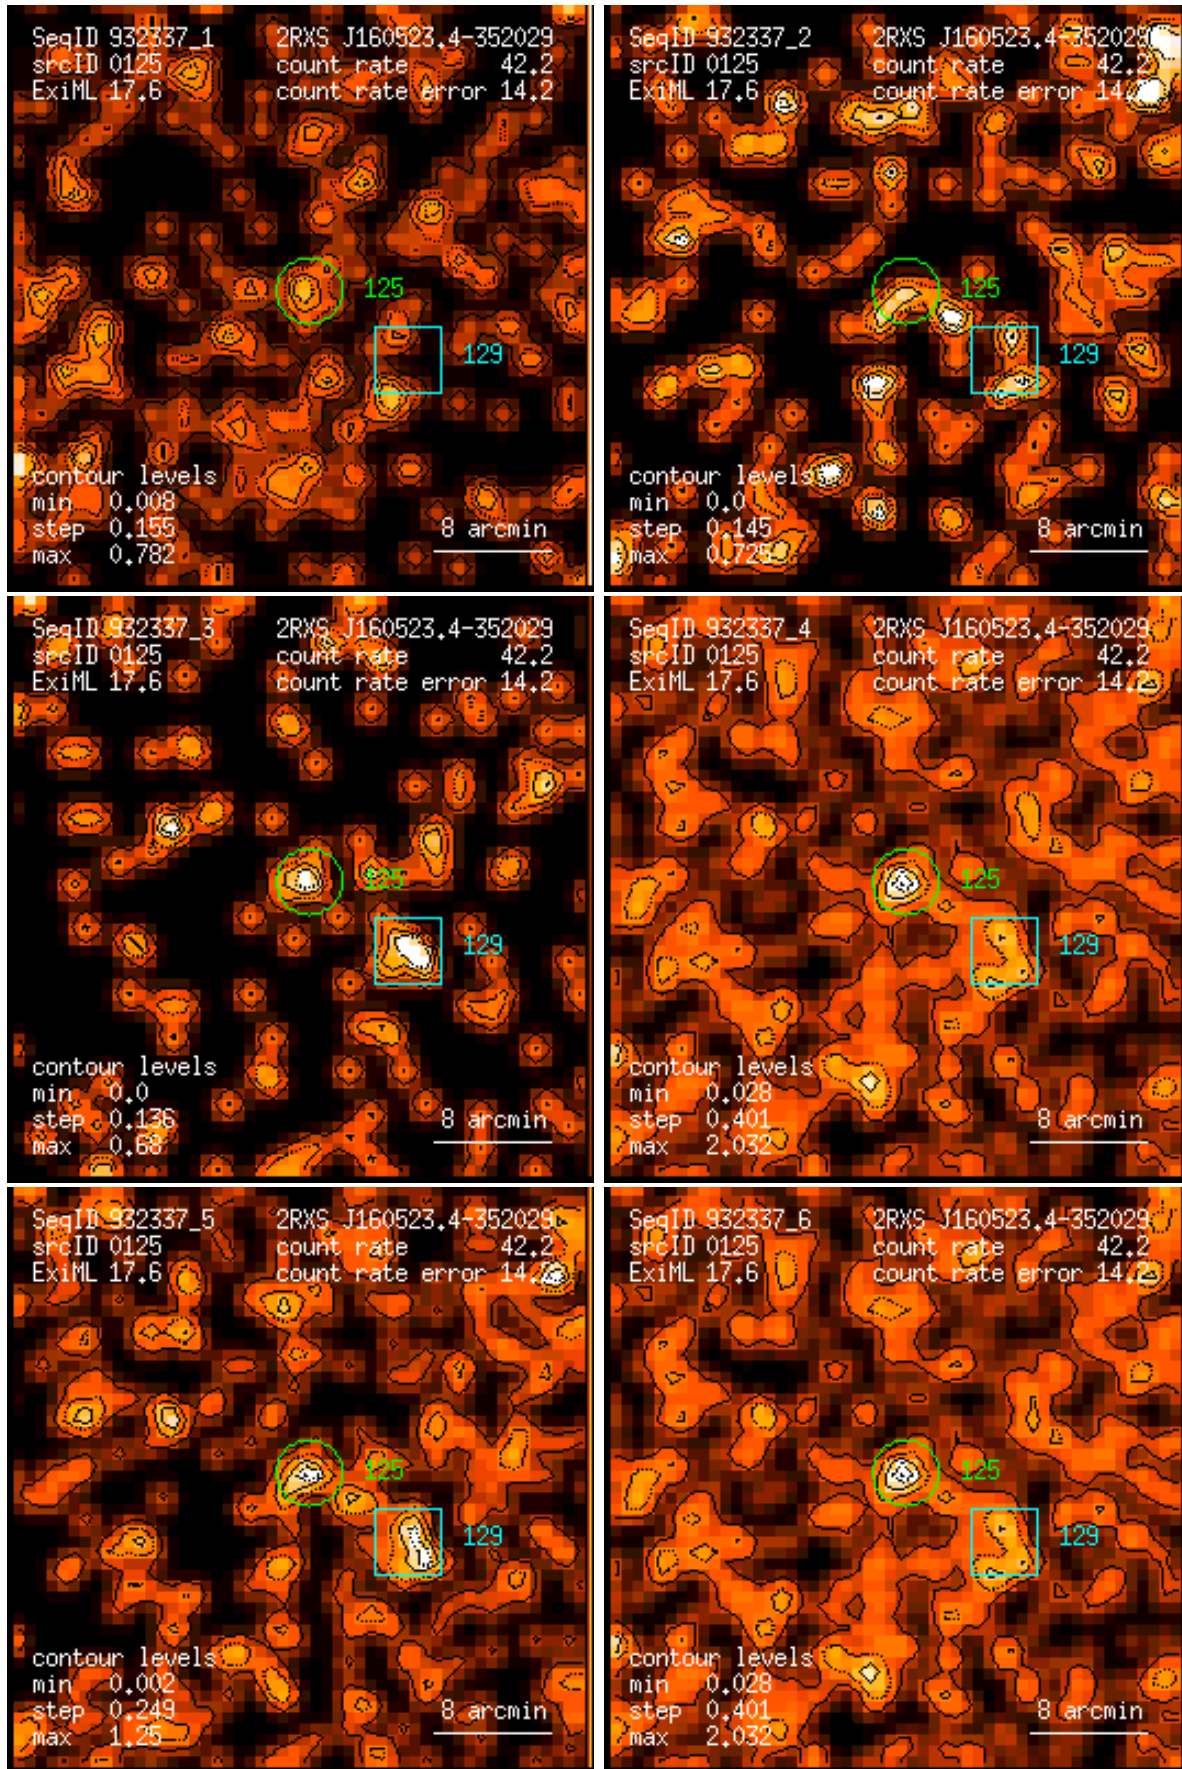 SeqID 932337_1 2RXS J160523.4-352029
srcID 0125 count rate 42.2
ExiML 17.6 count rate error 14.2
125
129
contour levels
min 0.008
step 0.155 8 arcmin
max 0.782
SeqID 932337_2 2RXS J160523.4-352029
srcID 0125 count rate 42.2
ExiML 17.6 count rate error 14.2
125
129
contour levels
min 0.0
step 0.145 8 arcmin
max 0.725
SeqID 932337_3 2RXS J160523.4-352029
srcID 0125 count rate 42.2
ExiML 17.6 count rate error 14.2
125
129
contour levels
min 0.0
step 0.136 8 arcmin
max 0.68
SeqID 932337_4 2RXS J160523.4-352029
srcID 0125 count rate 42.2
ExiML 17.6 count rate error 14.2
125
129
contour levels
min 0.028
step 0.401 8 arcmin
max 2.032
SeqID 932337_5 2RXS J160523.4-352029
srcID 0125 count rate 42.2
ExiML 17.6 count rate error 14.2
125
129
contour levels
min 0.002
step 0.249 8 arcmin
max 1.25
SeqID 932337_6 2RXS J160523.4-352029
srcID 0125 count rate 42.2
ExiML 17.6 count rate error 14.2
125
129
contour levels
min 0.028
step 0.401 8 arcmin
max 2.032